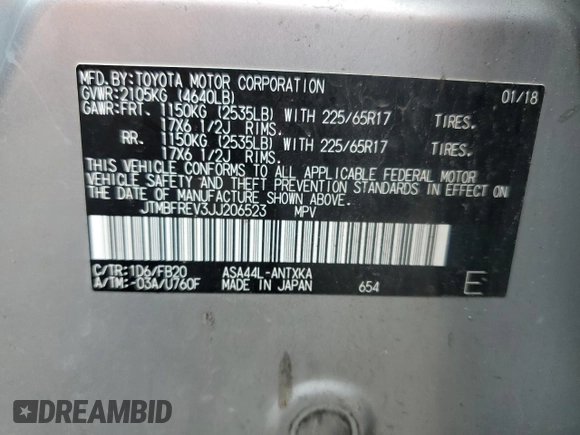 MFD.BY:TOYOTA MOTOR CORPORATION 01/18
GVWR:2105KG (4640LB)
GAWR:FRT. 1150KG (2535LB) WITH 225/65R17 TIRES.
17X6 1/2J RIMS.
RR. 1150KG (2535LB) WITH 225/65R17 TIRES.
17X6 1/2J RIMS.
THIS VEHICLE CONFORMS TO ALL APPLICABLE FEDERAL MOTOR
VEHICLE SAFETY AND BUMPER STANDARDS IN EFFECT ON
THE DATE OF MANUFACTURE SHOWN ABOVE.
JTMBFREV3JJ206523 MPV
C/TR:1D6/FB20 ASA44L-ANTXKA
A/TM:-03A/U760F MADE IN JAPAN 654 E
DREAMBID